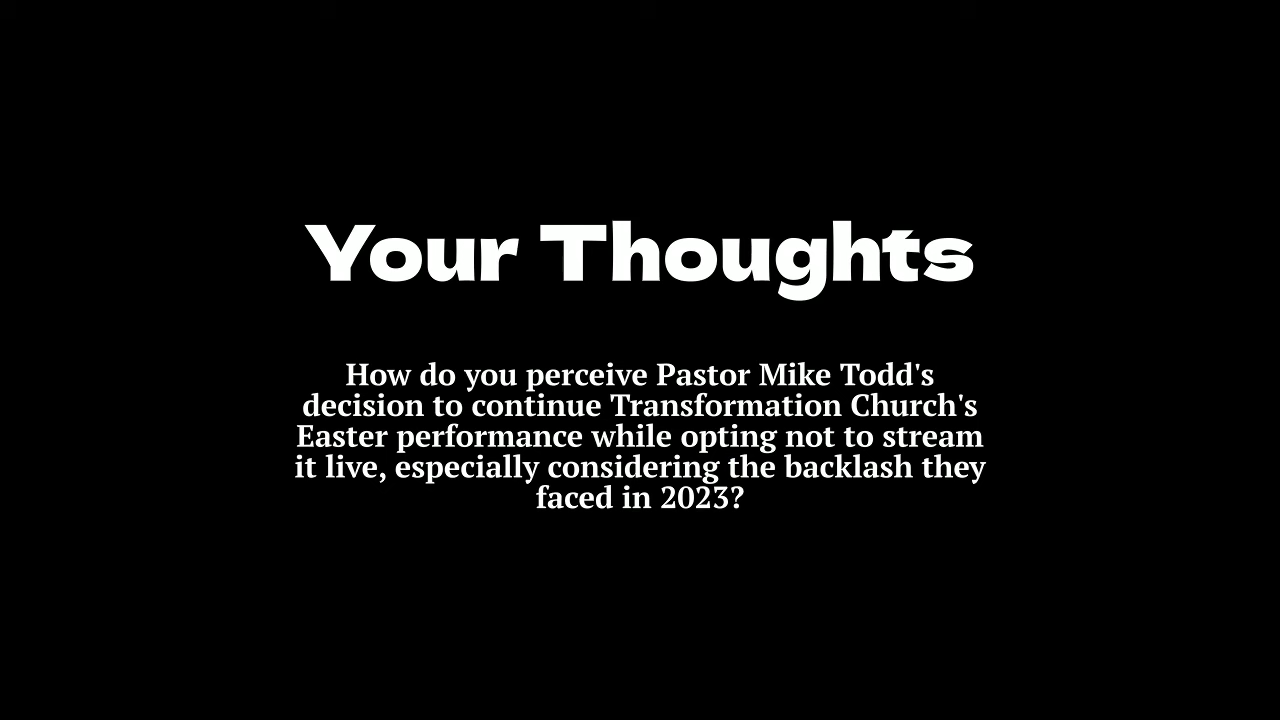 Your Thoughts
How do you perceive Pastor Mike Todd's
decision to continue Transformation Church's
Easter performance while opting not to stream
it live, especially considering the backlash they
faced in 2023?